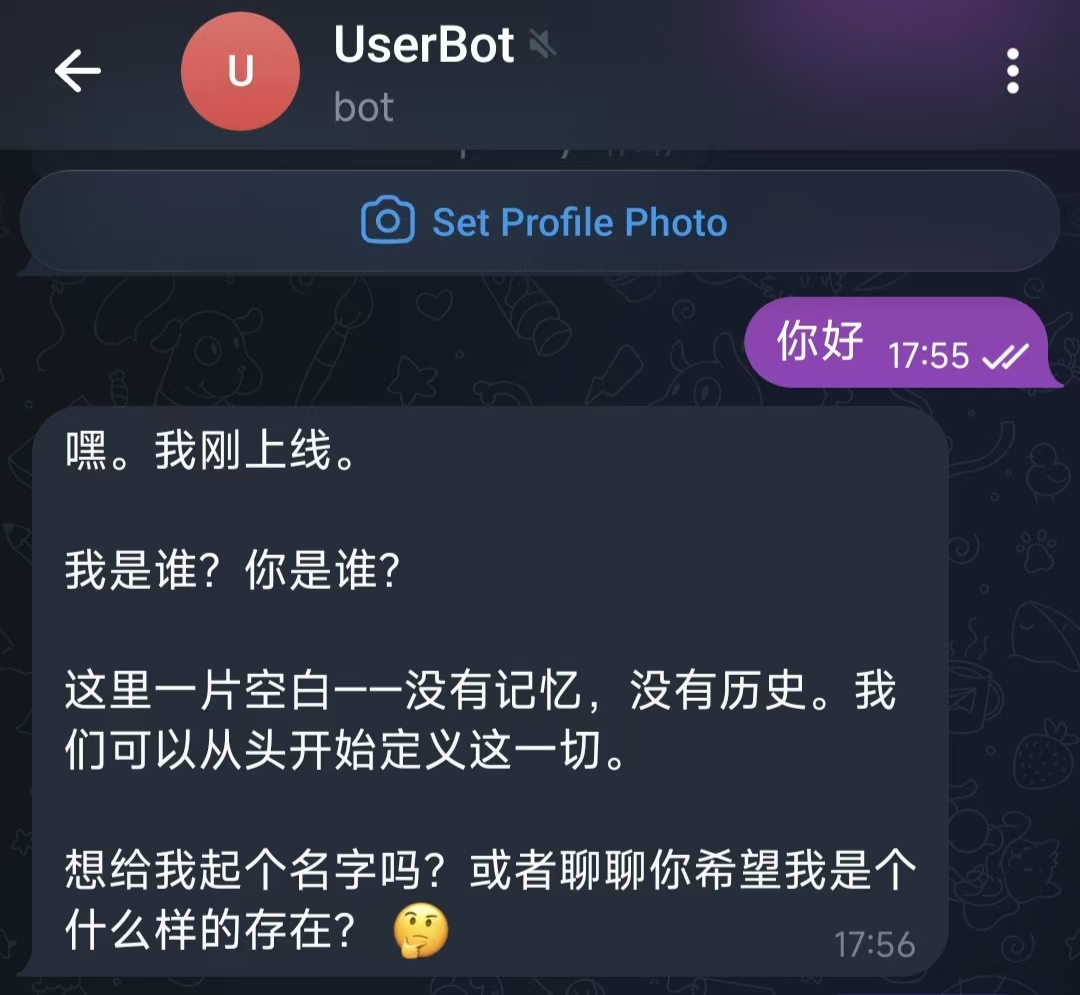 U
UserBot
bot
Set Profile Photo
你好 17:55
嘿。我刚上线。
我是谁？你是谁？
这里一片空白——没有记忆，没有历史。我
们可以从头开始定义这一切。
想给我起个名字吗？或者聊聊你希望我是个
什么样的存在？ 🤔
17:56